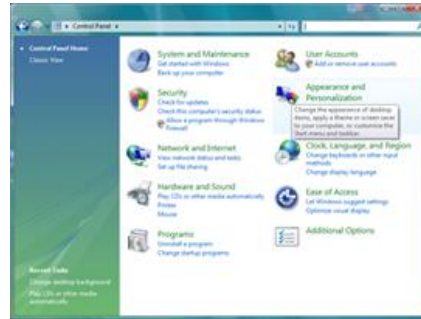 Control Panel
Control Panel Home
Classic View
System and Maintenance
Get started with Windows
Back up your computer
Security
Check for updates
Check this computer's security status
Allow a program through Windows
Firewall
Network and Internet
View network status and tasks
Set up file sharing
Hardware and Sound
Play CDs or other media automatically
Printer
Mouse
Programs
Uninstall a program
Change startup programs
User Accounts
Add or remove user accounts
Appearance and
Personalization
Change the appearance of desktop
items, apply a theme or screen saver
to your computer, or customize the
Start menu and taskbar.
Clock, Language, and Region
Change keyboards or other input
methods
Change display language
Ease of Access
Let Windows suggest settings
Optimize visual display
Additional Options
Recent Tasks
Change desktop background
Play CDs or other media
automatically